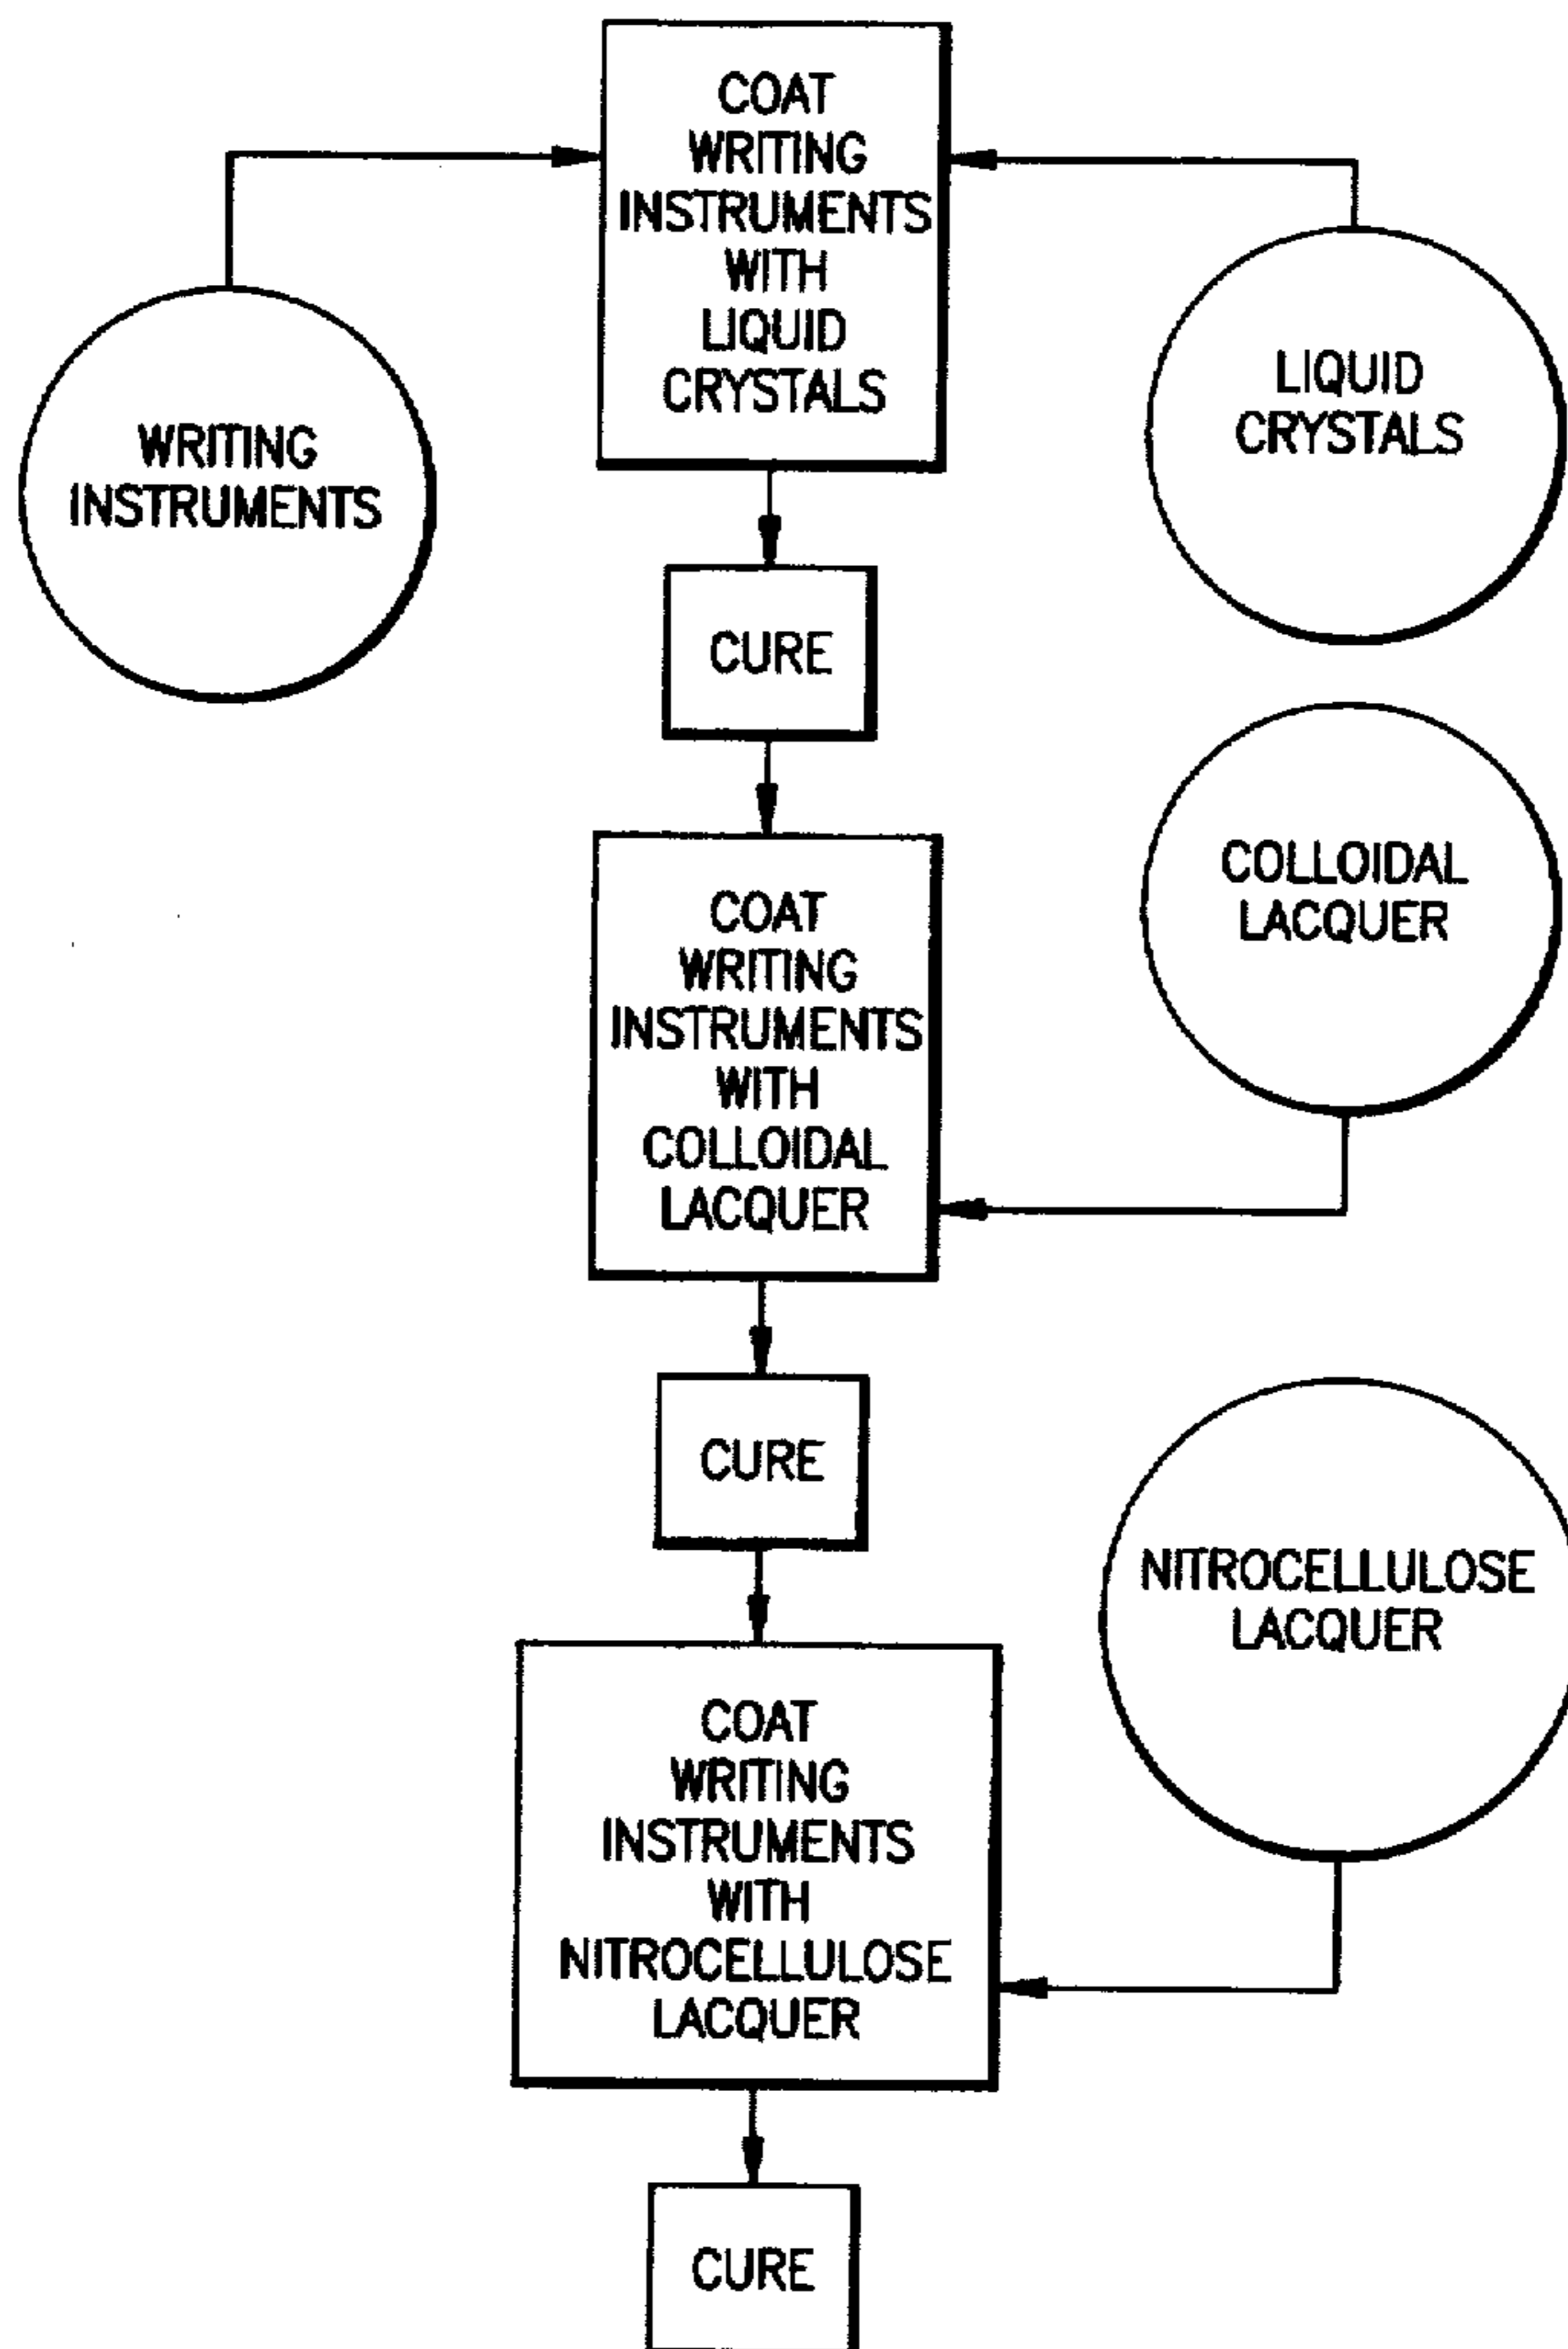 COAT
WRITING
INSTRUMENTS
WITH
LIQUID
CRYSTALS
WRITING
INSTRUMENTS
LIQUID
CRYSTALS
CURE
COLLOIDAL
LACQUER
COAT
WRITING
INSTRUMENTS
WITH
COLLOIDAL
LACQUER
CURE
NITROCELLULOSE
LACQUER
COAT
WRITING
INSTRUMENTS
WITH
NITROCELLULOSE
LACQUER
CURE